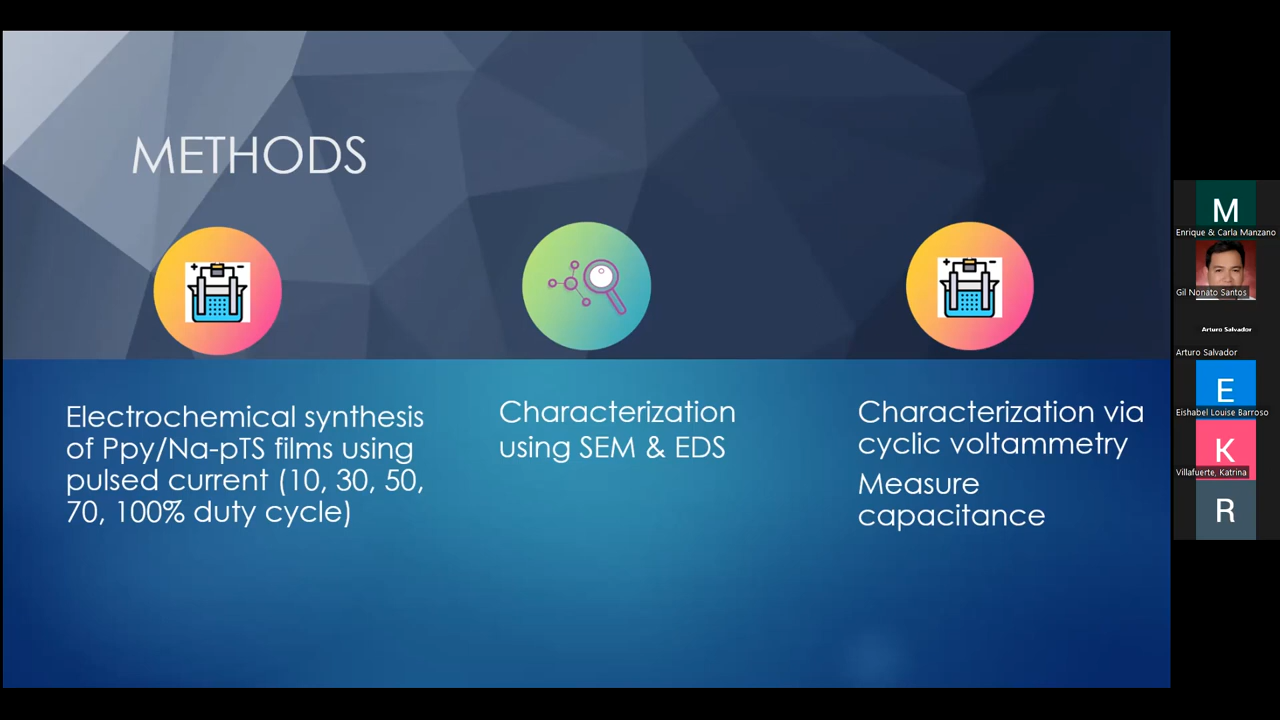 METHODS
Electrochemical synthesis
of Ppy/Na-pTS films using
pulsed current (10, 30, 50,
70, 100% duty cycle)
Characterization
using SEM & EDS
Characterization via
cyclic voltammetry
Measure
capacitance
M
Enrique & Carla Manzano
Gil Nonato Santos
Arturo Salvador
Arturo Salvador
E
Eishabel Louise Barroso
K
Villafuerte, Katrina
R